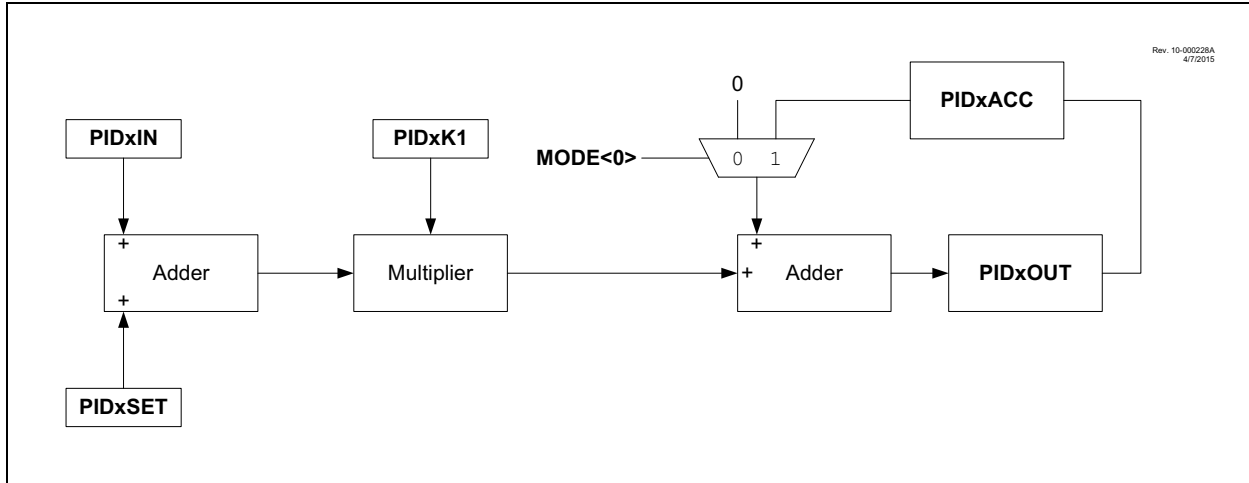 Rev. 10-000228A
4/7/2015
0
PIDxACC
PIDxIN
PIDxK1
MODE<0>
0 1
+
Adder
+
Multiplier
+
+
Adder
PIDxOUT
PIDxSET